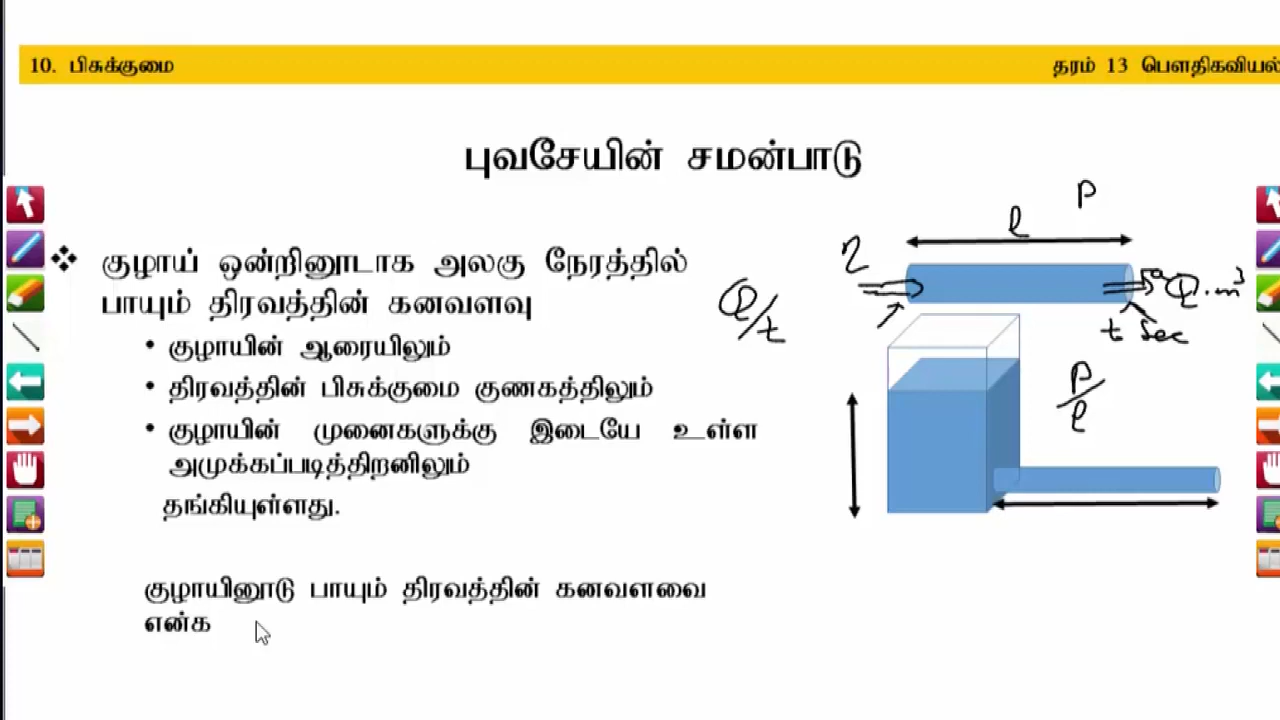 10. பிசுக்குமை
தரம் 13 பௌதிகவியல்
புவசேயின் சமன்பாடு
❖ குழாய் ஒன்றினூடாக அலகு நேரத்தில்
பாயும் திரவத்தின் கனவளவு
• குழாயின் ஆரையிலும்
• திரவத்தின் பிசுக்குமை குணகத்திலும்
• குழாயின் முனைகளுக்கு இடையே உள்ள
அமுக்கப்படித்திறனிலும்
தங்கியுள்ளது.
குழாயினூடு பாயும் திரவத்தின் கனவளவை
என்க
P
l
η
Q/t
Q.m³
t Sec
P/l